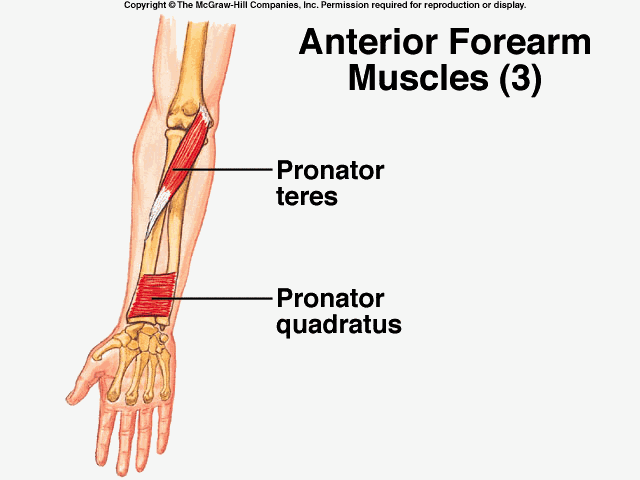 Copyright © The McGraw-Hill Companies, Inc. Permission required for reproduction or display.
Anterior Forearm
Muscles (3)
Pronator
teres
Pronator
quadratus